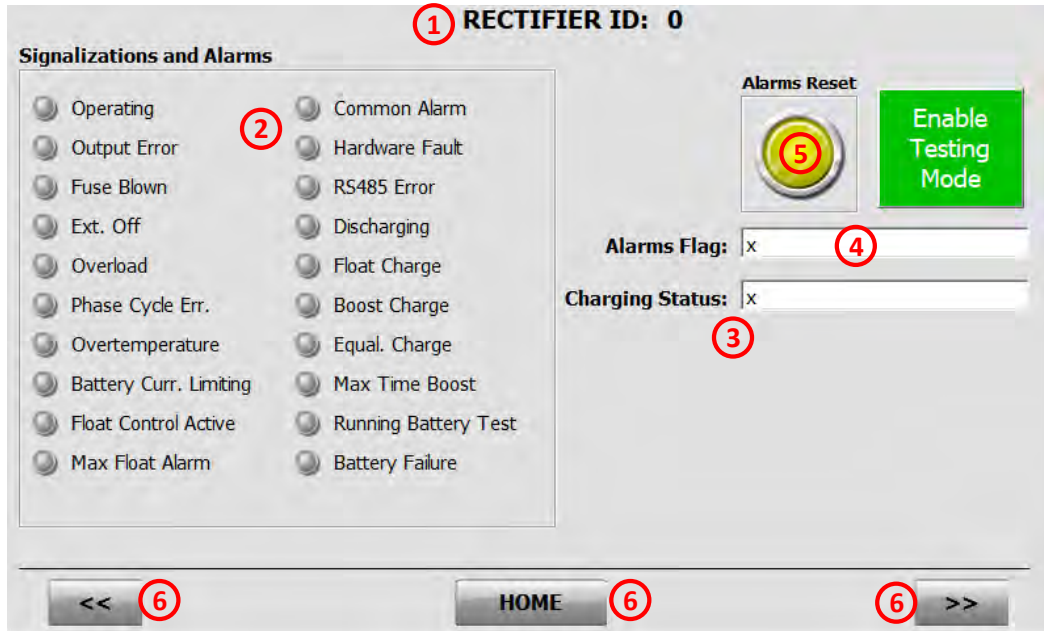 1 RECTIFIER ID: 0
Signalizations and Alarms
Operating
Output Error
Fuse Blown
Ext. Off
Overload
Phase Cycle Err.
Overtemperature
Battery Curr. Limiting
Float Control Active
Max Float Alarm
2
Common Alarm
Hardware Fault
RS485 Error
Discharging
Float Charge
Boost Charge
Equal. Charge
Max Time Boost
Running Battery Test
Battery Failure
Alarms Reset
5
Enable
Testing
Mode
Alarms Flag: x 4
Charging Status: x
3
<< 6
HOME 6
6 >>